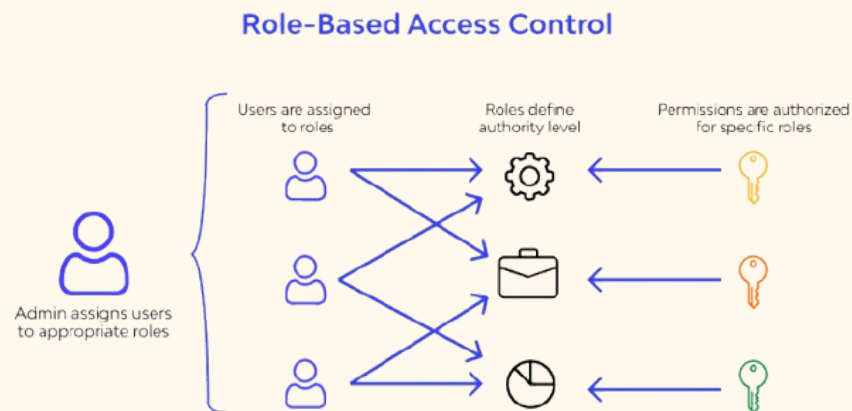 Role-Based Access Control
Users are assigned
to roles
Roles define
authority level
Permissions are authorized
for specific roles
Admin assigns users
to appropriate roles